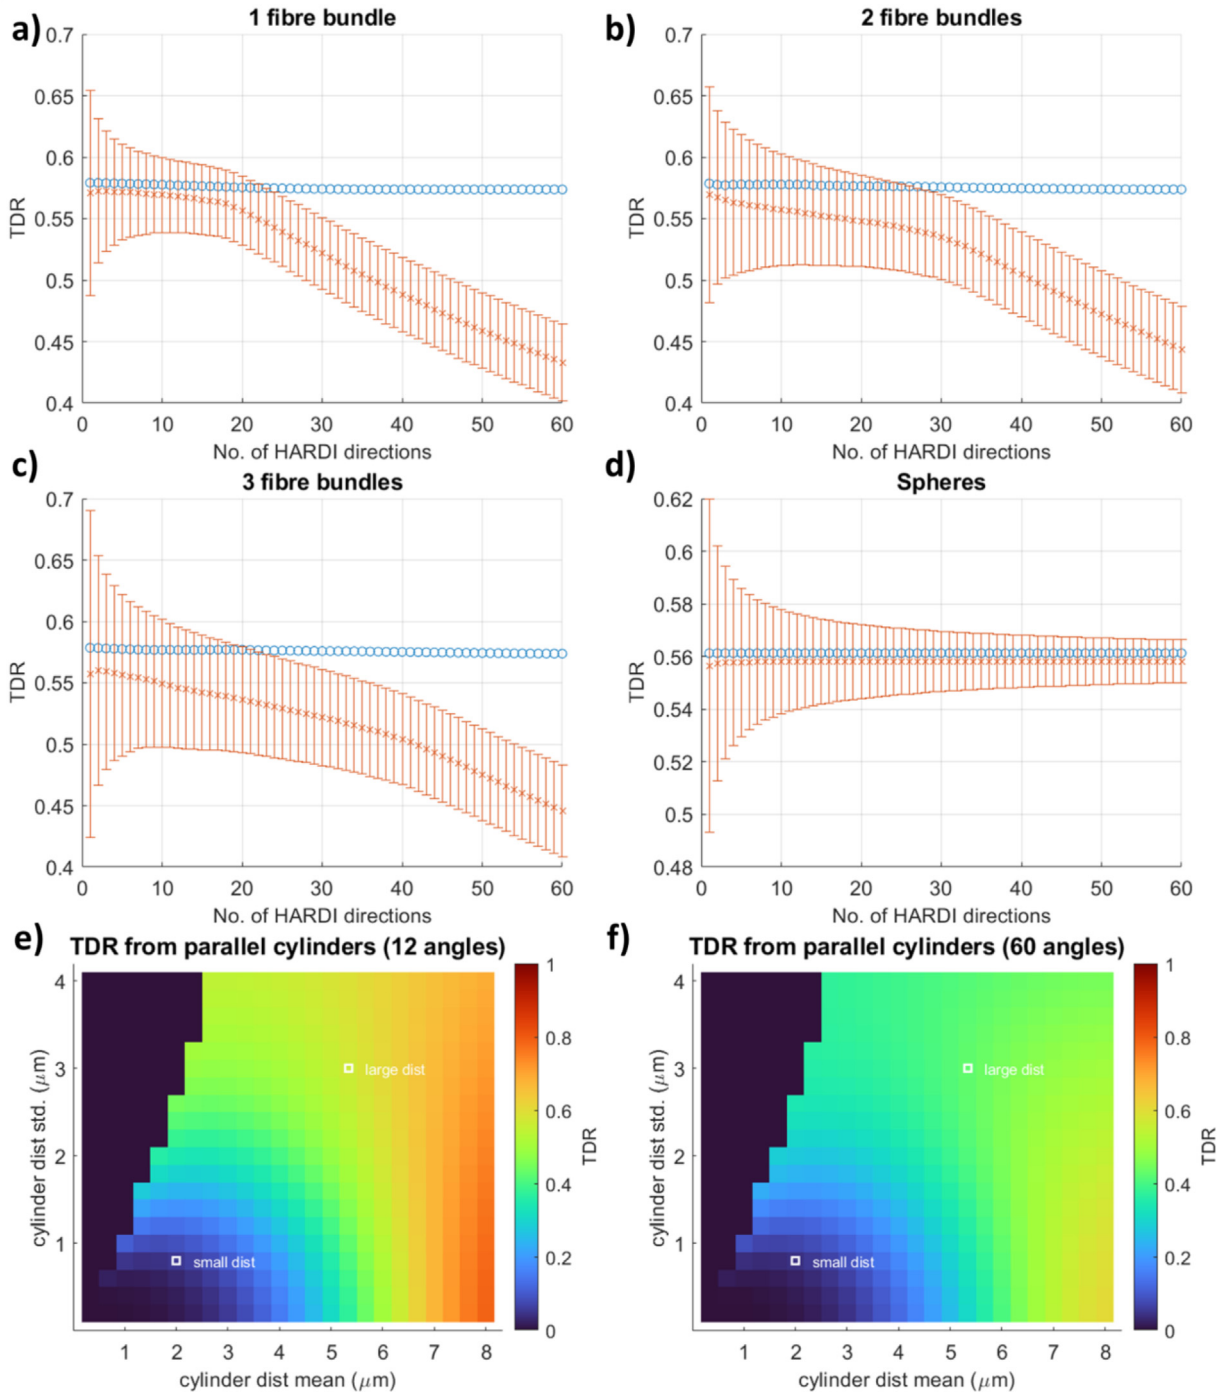 a)
1 fibre bundle
0.7
0.65
0.6
0.55
0.5
0.45
0.4
TDR
0 10 20 30 40 50 60
No. of HARDI directions
b)
2 fibre bundles
0.7
0.65
0.6
0.55
0.5
0.45
0.4
TDR
0 10 20 30 40 50 60
No. of HARDI directions
c)
3 fibre bundles
0.7
0.65
0.6
0.55
0.5
0.45
0.4
TDR
0 10 20 30 40 50 60
No. of HARDI directions
d)
Spheres
0.62
0.6
0.58
0.56
0.54
0.52
0.5
0.48
TDR
0 10 20 30 40 50 60
No. of HARDI directions
e)
TDR from parallel cylinders (12 angles)
4
3
2
1
cylinder dist std. (μm)
large dist
small dist
1 2 3 4 5 6 7 8
cylinder dist mean (μm)
1
0.8
0.6
0.4
0.2
0
TDR
f)
TDR from parallel cylinders (60 angles)
4
3
2
1
cylinder dist std. (μm)
large dist
small dist
1 2 3 4 5 6 7 8
cylinder dist mean (μm)
1
0.8
0.6
0.4
0.2
0
TDR